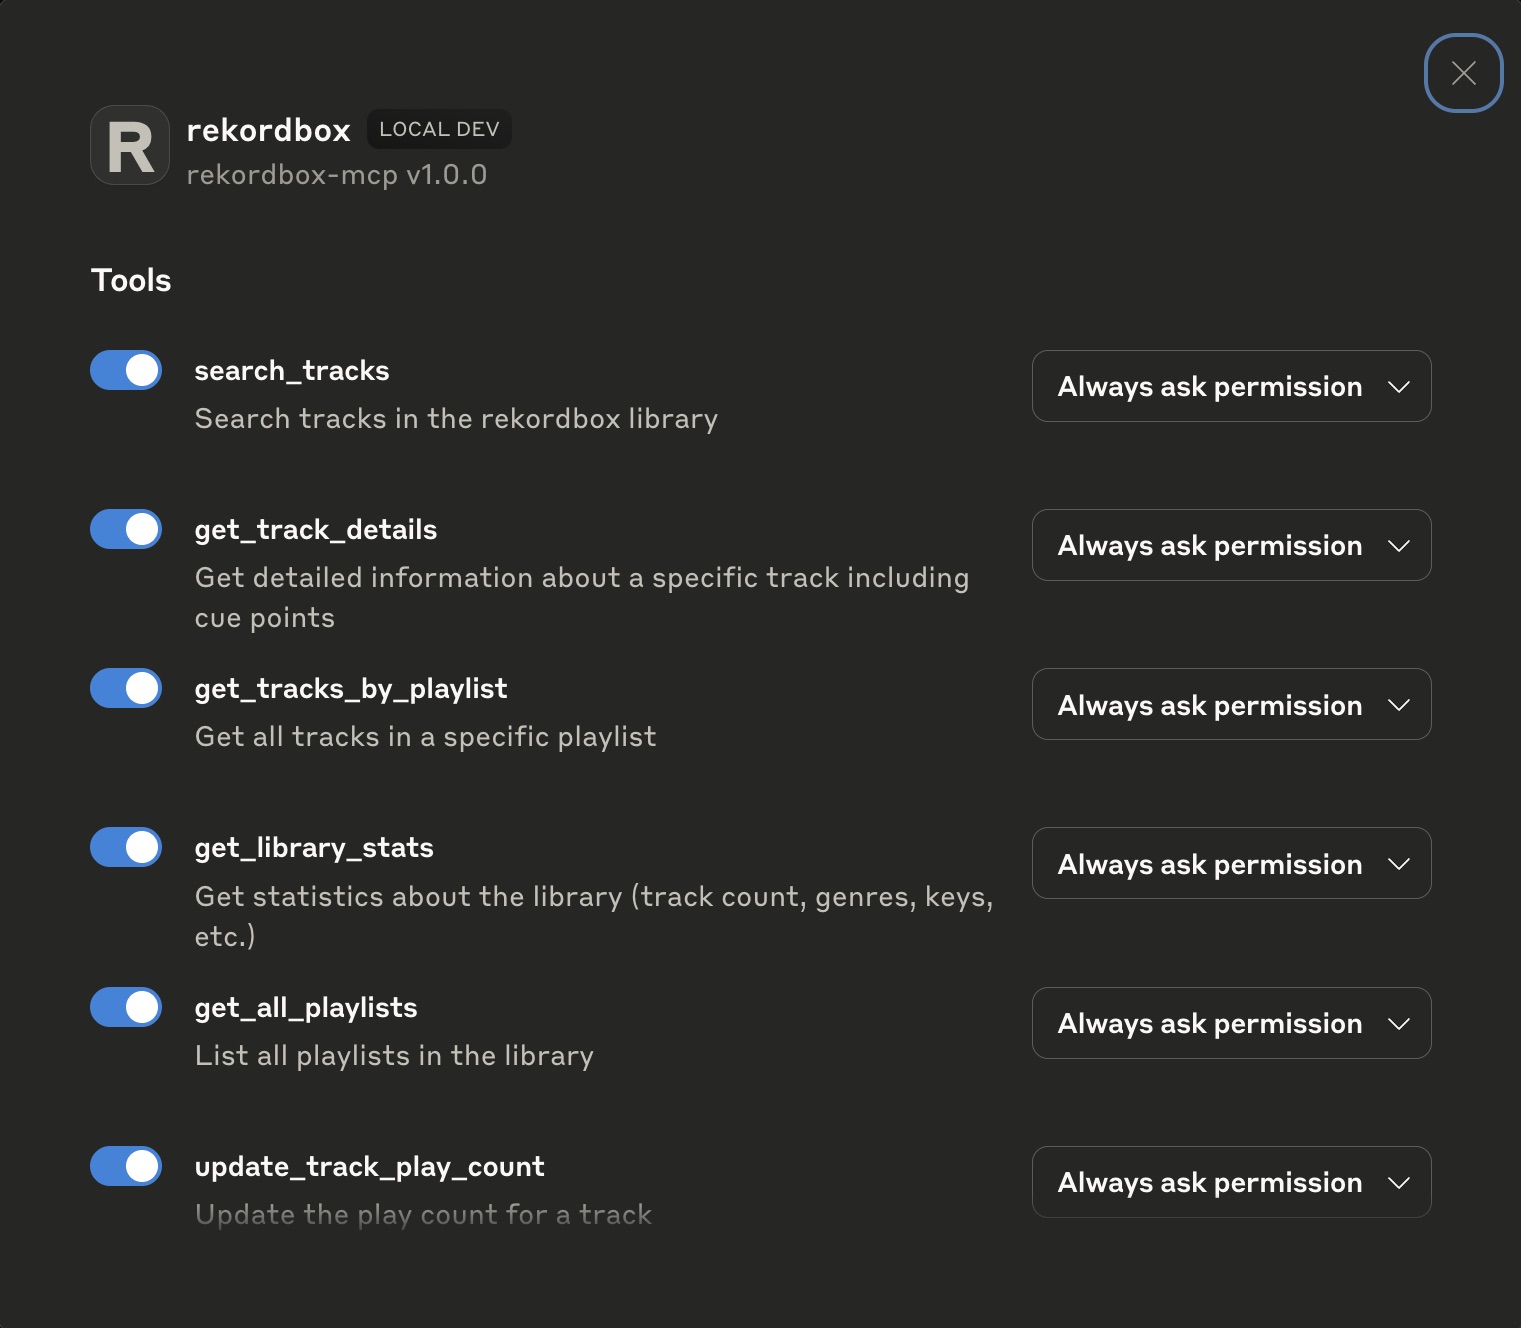 R
rekordbox LOCAL DEV
rekordbox-mcp v1.0.0
Tools
search_tracks
Search tracks in the rekordbox library
Always ask permission
get_track_details
Get detailed information about a specific track including
cue points
Always ask permission
get_tracks_by_playlist
Get all tracks in a specific playlist
Always ask permission
get_library_stats
Get statistics about the library (track count, genres, keys,
etc.)
Always ask permission
get_all_playlists
List all playlists in the library
Always ask permission
update_track_play_count
Update the play count for a track
Always ask permission